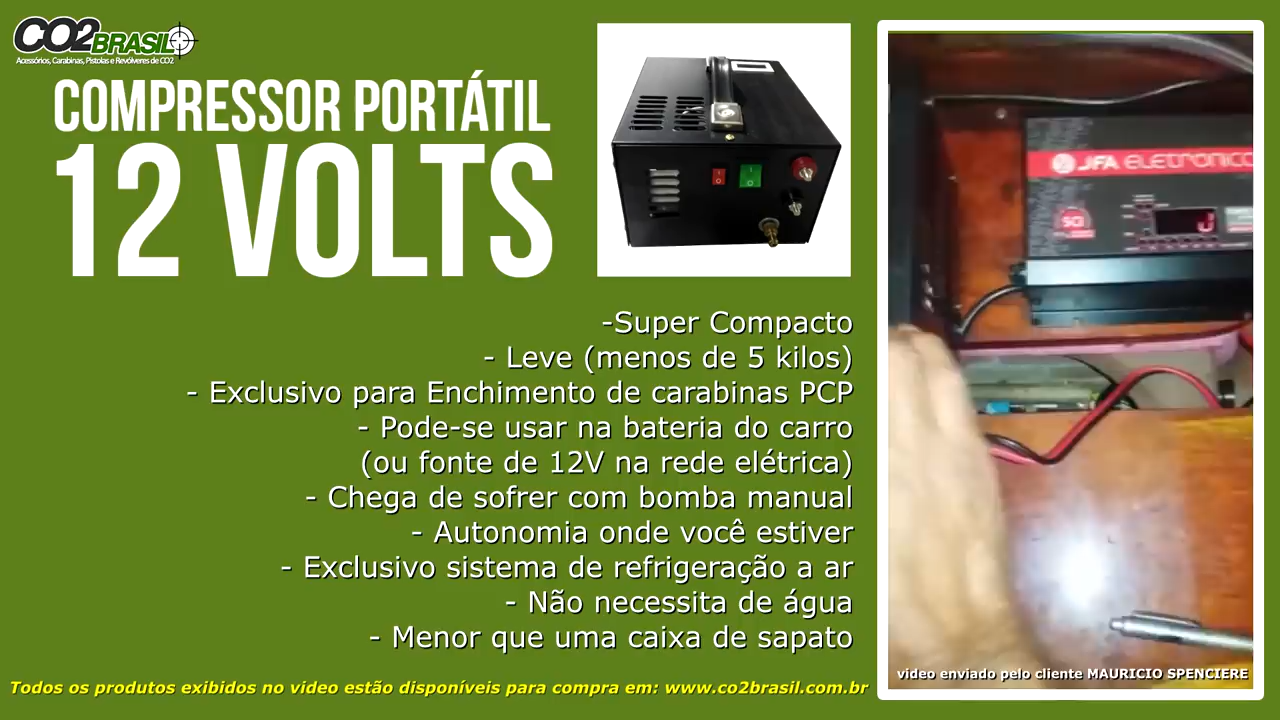 CO2BRASIL
Acessórios, Carabinas, Pistolas e Revólveres de CO2
COMPRESSOR PORTÁTIL
12 VOLTS
-Super Compacto
- Leve (menos de 5 kilos)
- Exclusivo para Enchimento de carabinas PCP
- Pode-se usar na bateria do carro
(ou fonte de 12V na rede elétrica)
- Chega de sofrer com bomba manual
- Autonomia onde você estiver
- Exclusivo sistema de refrigeração a ar
- Não necessita de água
- Menor que uma caixa de sapato
Todos os produtos exibidos no video estão disponíveis para compra em: www.co2brasil.com.br
JFA ELETRONICO
SCI
video enviado pelo cliente MAURICIO SPENCIERE